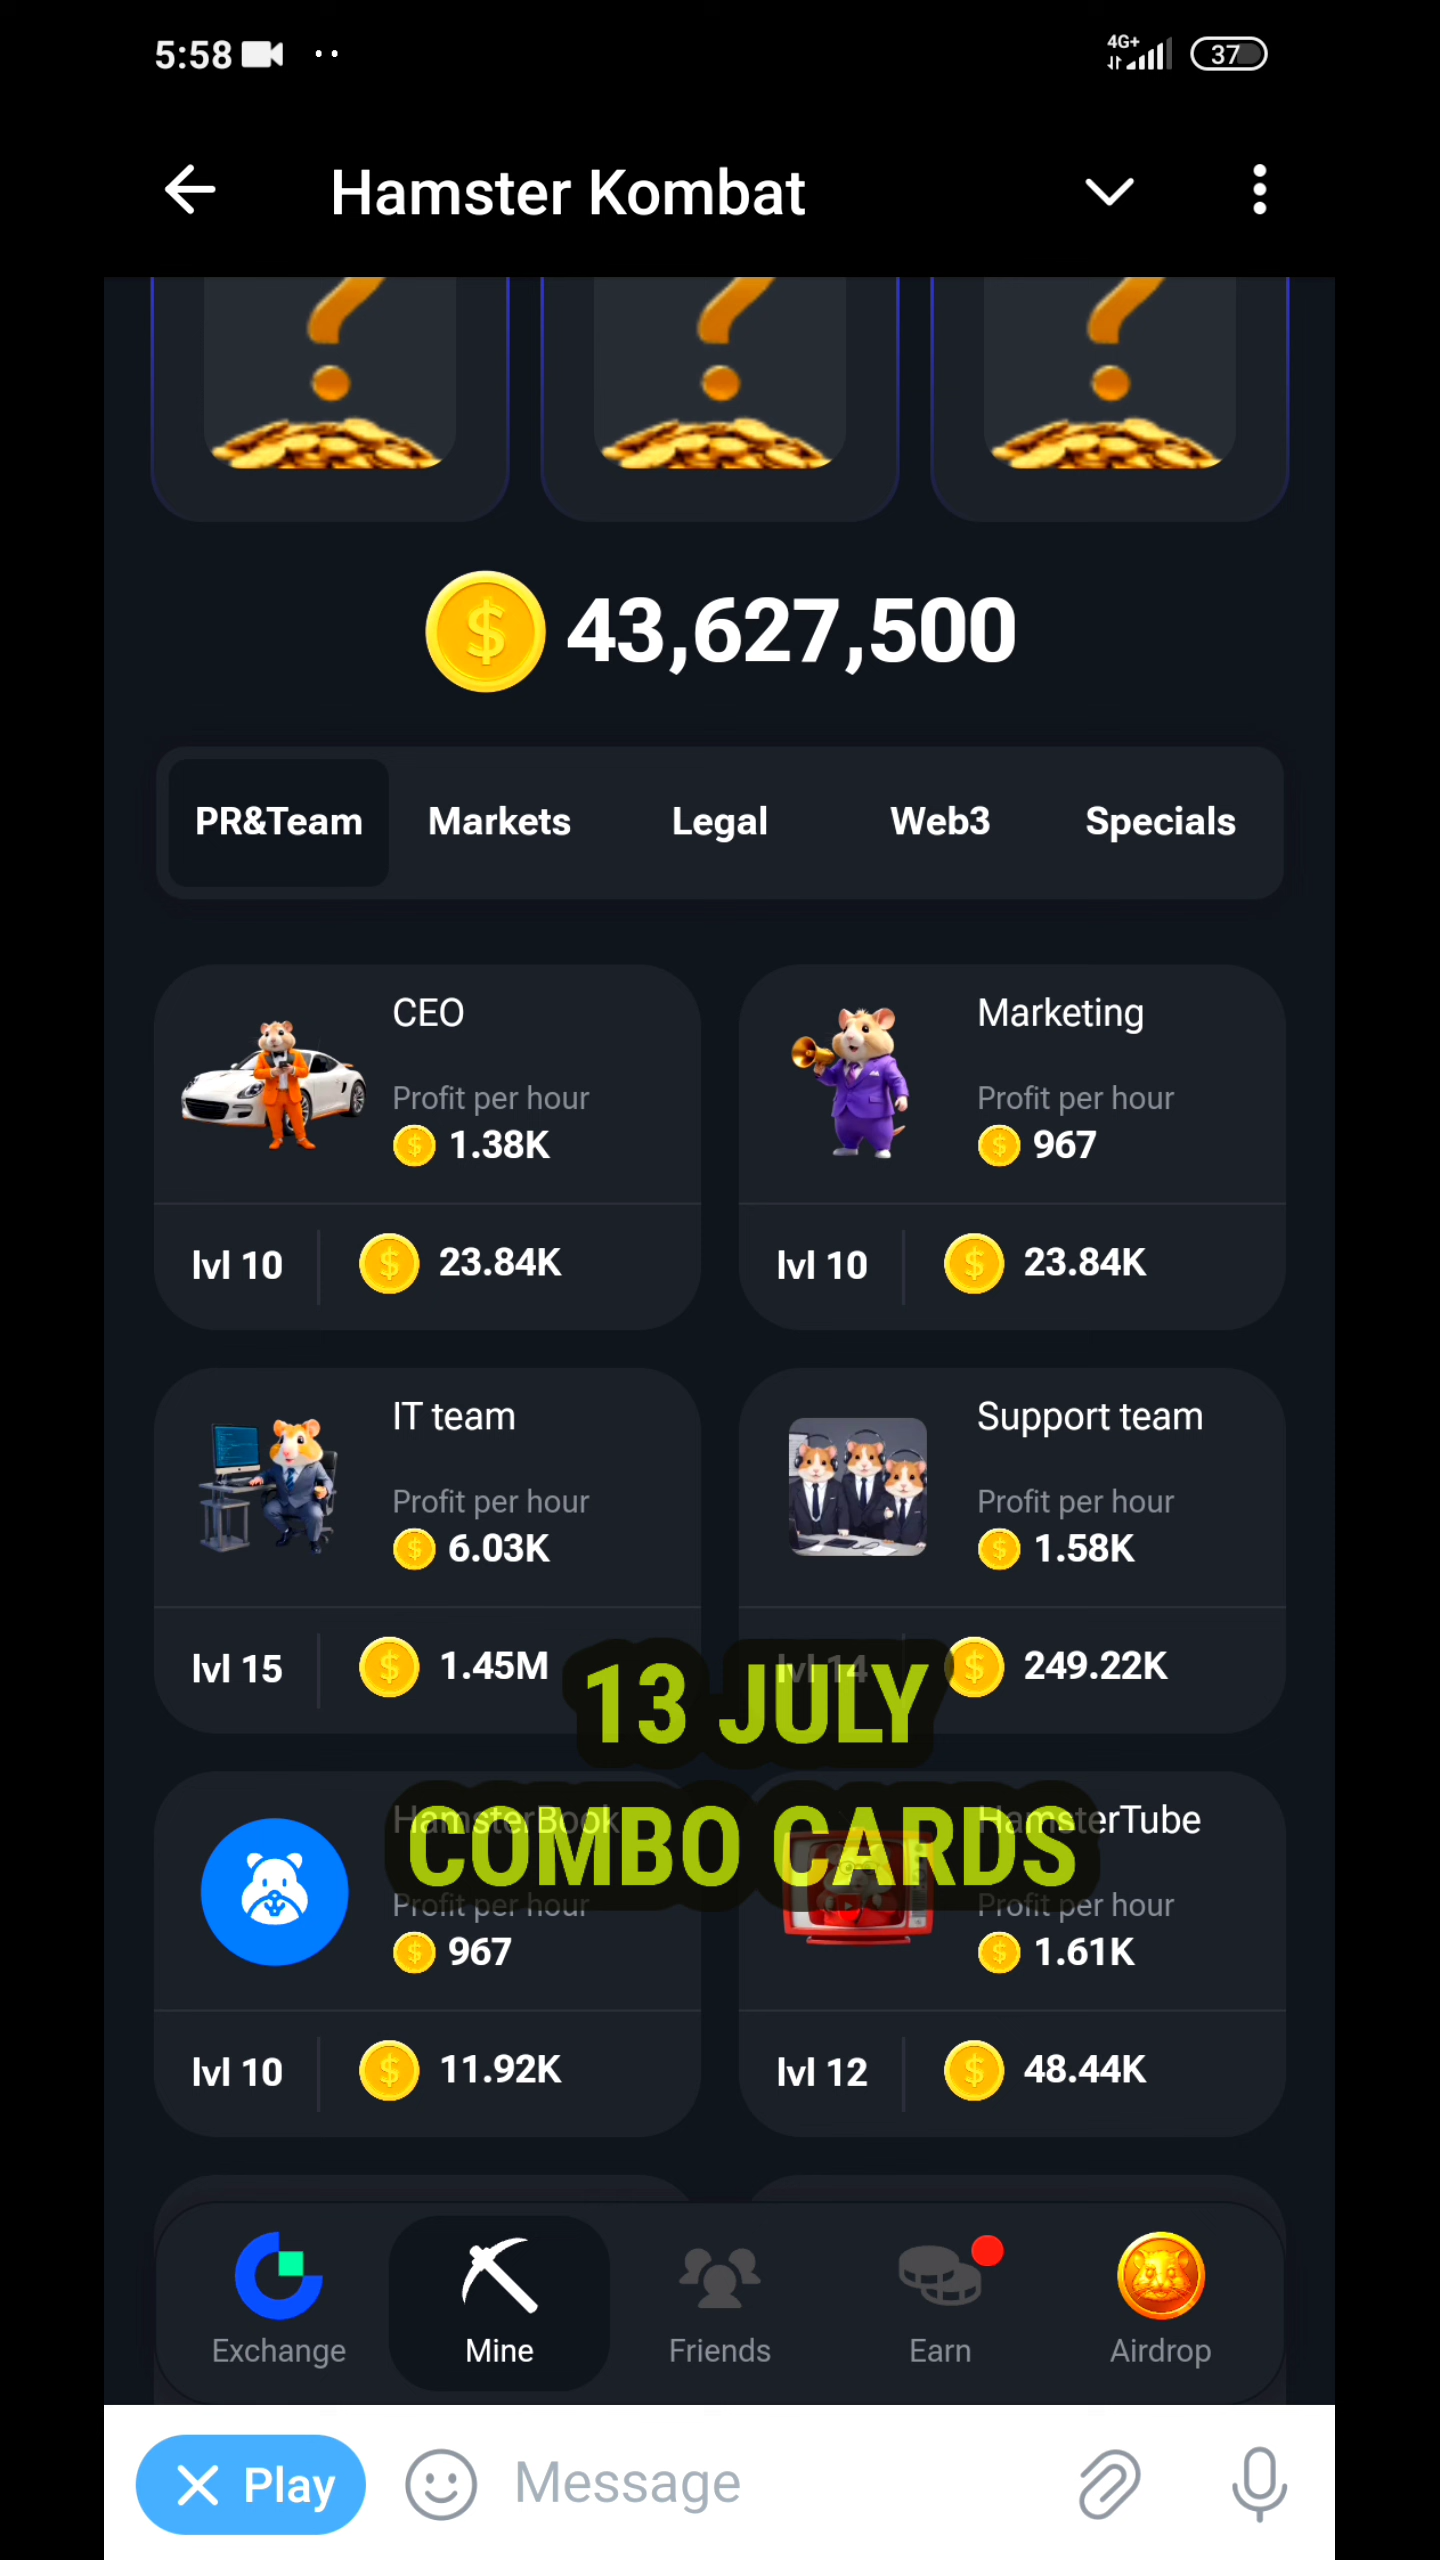 5:58
4G+
37
Hamster Kombat
43,627,500
PR&Team Markets Legal Web3 Specials
CEO
Profit per hour
1.38K
lvl 10 23.84K
Marketing
Profit per hour
967
lvl 10 23.84K
IT team
Profit per hour
6.03K
lvl 15 1.45M
Support team
Profit per hour
1.58K
lvl 14 249.22K
13 JULY
COMBO CARDS
HamsterBook
Profit per hour
967
lvl 10 11.92K
HamsterTube
Profit per hour
1.61K
lvl 12 48.44K
Exchange Mine Friends Earn Airdrop
Play Message